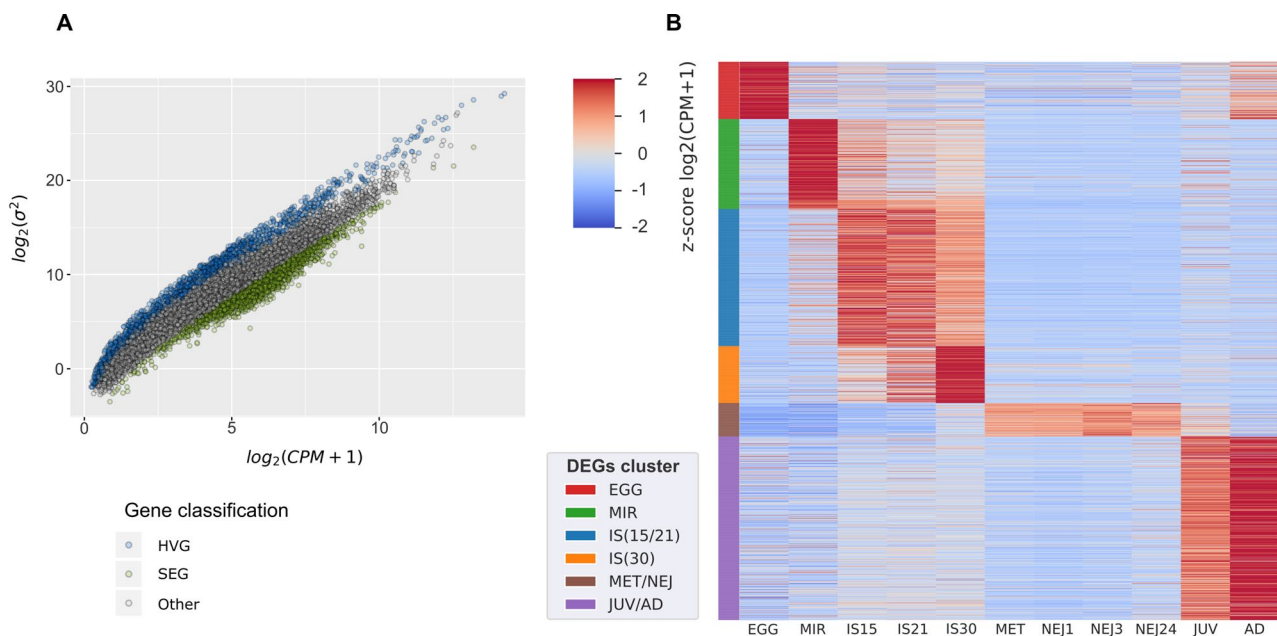 A
30
20
10
0
log₂(σ²)
0
5
10
log₂(CPM + 1)
Gene classification
HVG
SEG
Other
2
1
0
-1
-2
DEGs cluster
EGG
MIR
IS(15/21)
IS(30)
MET/NEJ
JUV/AD
B
z-score log2(CPM+1)
EGG MIR IS15 IS21 IS30 MET NEJ1 NEJ3 NEJ24 JUV AD